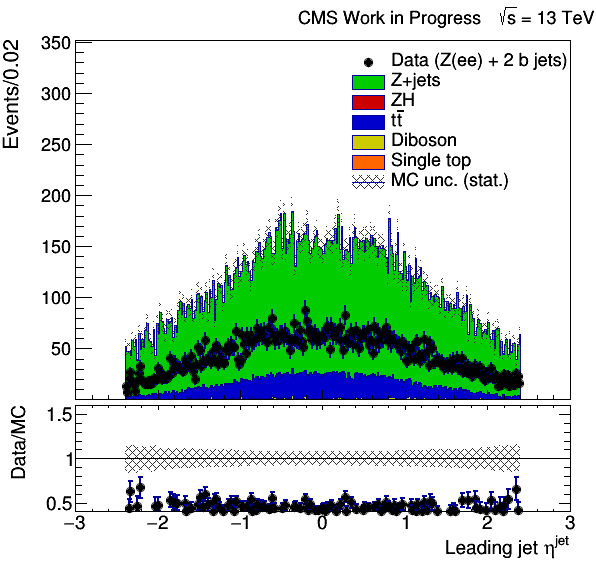 CMS Work in Progress √s = 13 TeV
Events/0.02
350
300
250
200
150
100
50
Data (Z(ee) + 2 b jets)
Z+jets
ZH
tt̅
Diboson
Single top
MC unc. (stat.)
Data/MC
1.5
1
0.5
−3 −2 −1 0 1 2 3
Leading jet η^jet